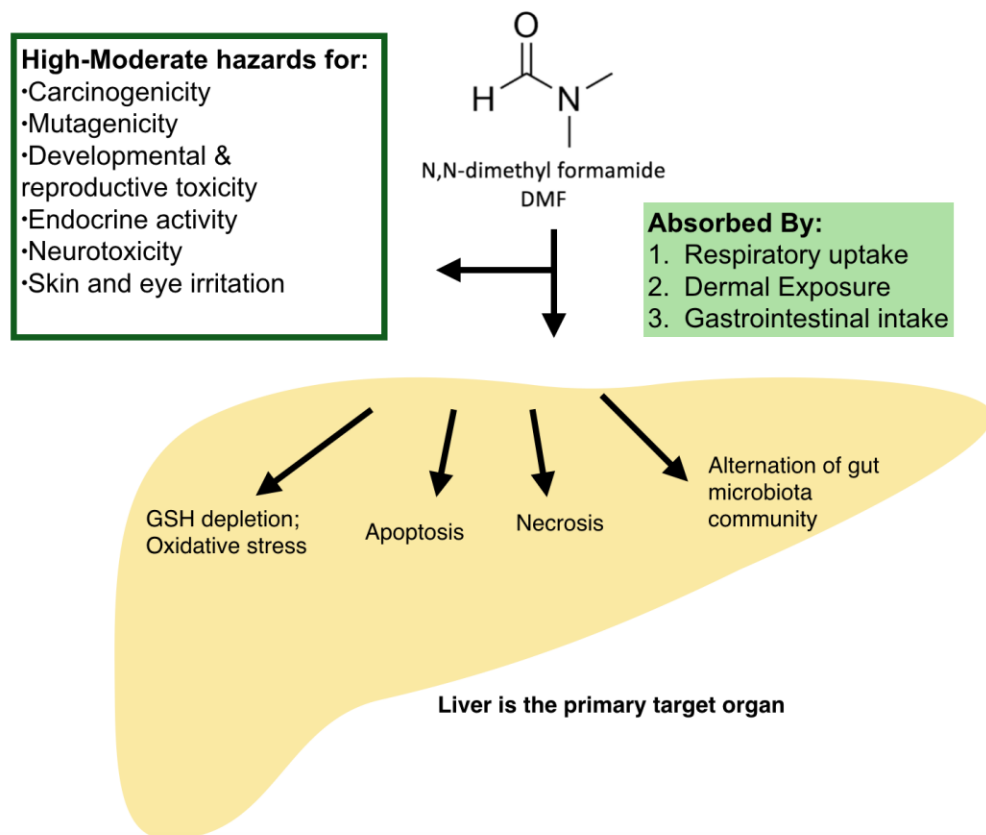 High-Moderate hazards for:
•Carcinogenicity
•Mutagenicity
•Developmental &
reproductive toxicity
•Endocrine activity
•Neurotoxicity
•Skin and eye irritation
O
H
N
N,N-dimethyl formamide
DMF
Absorbed By:
1. Respiratory uptake
2. Dermal Exposure
3. Gastrointestinal intake
GSH depletion;
Oxidative stress
Apoptosis
Necrosis
Alternation of gut
microbiota
community
Liver is the primary target organ